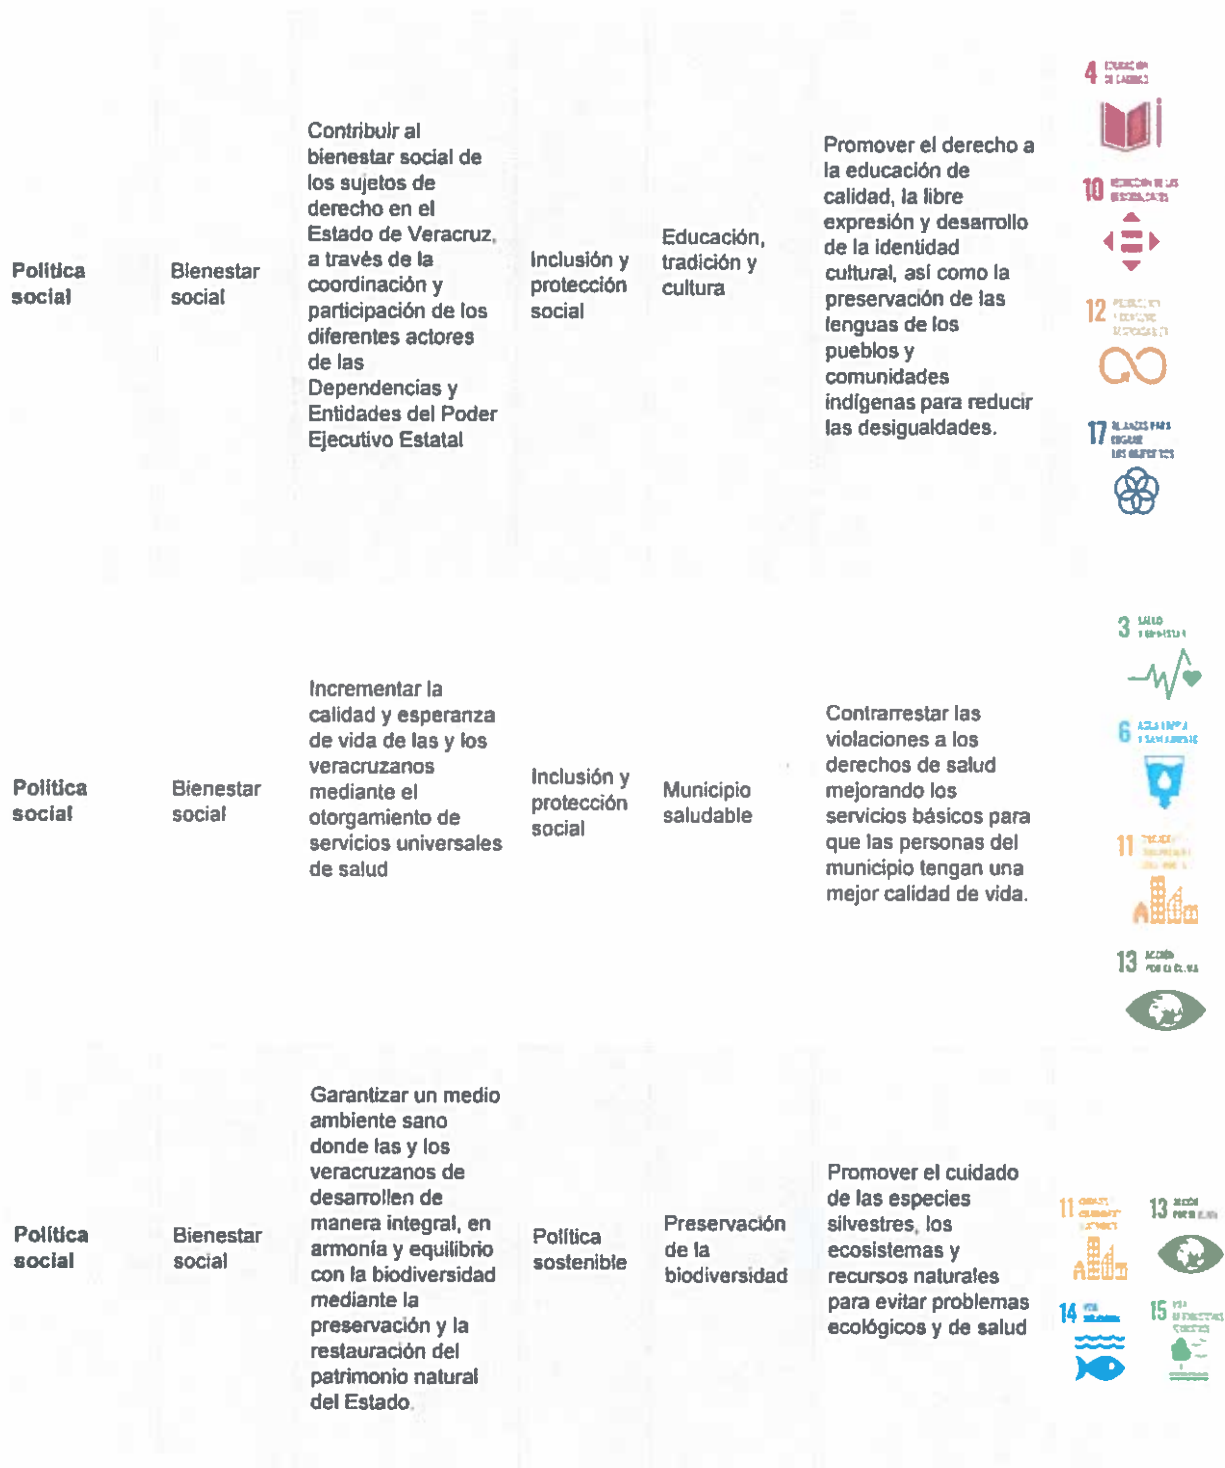 Política
social
Bienestar
social
Contribuir al
bienestar social de
los sujetos de
derecho en el
Estado de Veracruz,
a través de la
coordinación y
participación de los
diferentes actores
de las
Dependencias y
Entidades del Poder
Ejecutivo Estatal
Inclusión y
protección
social
Educación,
tradición y
cultura
Promover el derecho a
la educación de
calidad, la libre
expresión y desarrollo
de la identidad
cultural, así como la
preservación de las
lenguas de los
pueblos y
comunidades
indígenas para reducir
las desigualdades.
4
10
12
17
Política
social
Bienestar
social
Incrementar la
calidad y esperanza
de vida de las y los
veracruzanos
mediante el
otorgamiento de
servicios universales
de salud
Inclusión y
protección
social
Municipio
saludable
Contrarrestar las
violaciones a los
derechos de salud
mejorando los
servicios básicos para
que las personas del
municipio tengan una
mejor calidad de vida.
3
6
11
13
Política
social
Bienestar
social
Garantizar un medio
ambiente sano
donde las y los
veracruzanos de
desarrollen de
manera integral, en
armonía y equilibrio
con la biodiversidad
mediante la
preservación y la
restauración del
patrimonio natural
del Estado.
Política
sostenible
Preservación
de la
biodiversidad
Promover el cuidado
de las especies
silvestres, los
ecosistemas y
recursos naturales
para evitar problemas
ecológicos y de salud
11
13
14
15